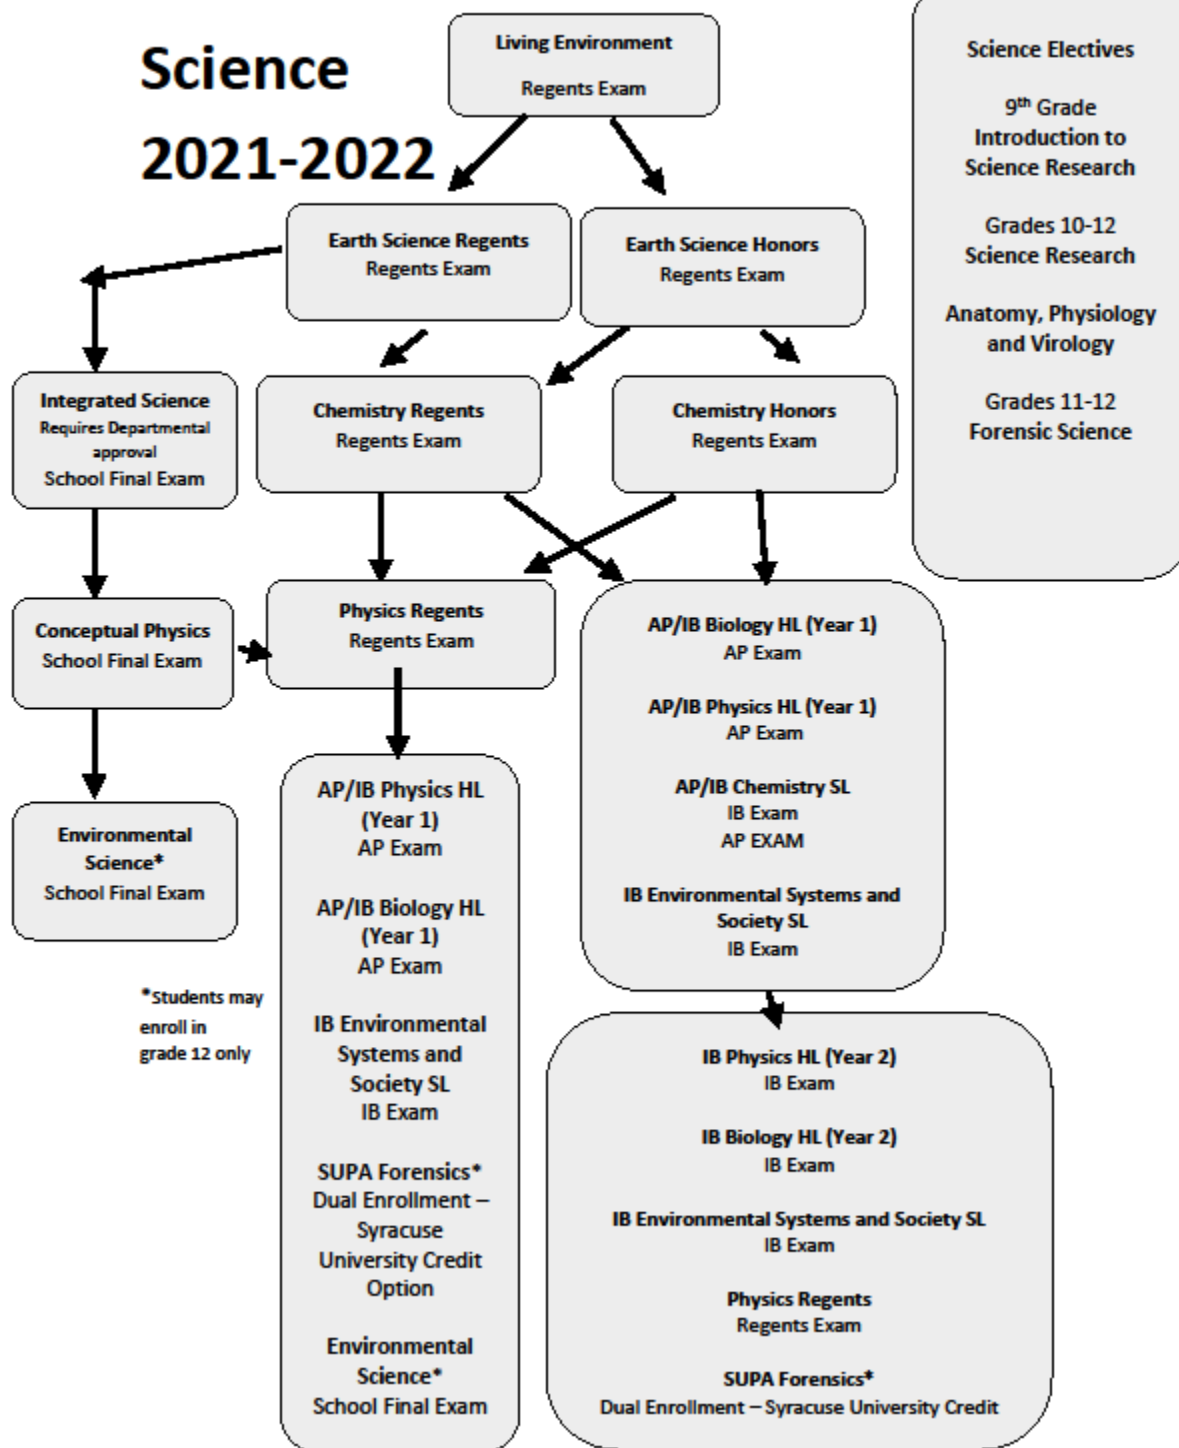 Science
2021-2022
Living Environment
Regents Exam
Science Electives
9th Grade
Introduction to
Science Research
Grades 10-12
Science Research
Anatomy, Physiology
and Virology
Grades 11-12
Forensic Science
Earth Science Regents
Regents Exam
Earth Science Honors
Regents Exam
Integrated Science
Requires Departmental
approval
School Final Exam
Chemistry Regents
Regents Exam
Chemistry Honors
Regents Exam
Conceptual Physics
School Final Exam
Physics Regents
Regents Exam
AP/IB Biology HL (Year 1)
AP Exam
AP/IB Physics HL (Year 1)
AP Exam
AP/IB Chemistry SL
IB Exam
AP EXAM
IB Environmental Systems and
Society SL
IB Exam
Environmental
Science*
School Final Exam
*Students may
enroll in
grade 12 only
AP/IB Physics HL
(Year 1)
AP Exam
AP/IB Biology HL
(Year 1)
AP Exam
IB Environmental
Systems and
Society SL
IB Exam
SUPA Forensics*
Dual Enrollment –
Syracuse
University Credit
Option
Environmental
Science*
School Final Exam
IB Physics HL (Year 2)
IB Exam
IB Biology HL (Year 2)
IB Exam
IB Environmental Systems and Society SL
IB Exam
Physics Regents
Regents Exam
SUPA Forensics*
Dual Enrollment – Syracuse University Credit